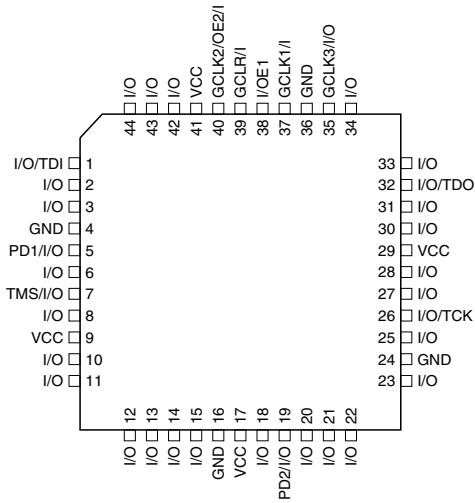 I/O
I/O
I/O
VCC
GCLK2/OE2/I
GCLR/I
I/OE1
GCLK1/I
GND
GCLK3/I/O
I/O
44
43
42
41
40
39
38
37
36
35
34
I/O/TDI 1
I/O 2
I/O 3
GND 4
PD1/I/O 5
I/O 6
TMS/I/O 7
I/O 8
VCC 9
I/O 10
I/O 11
33 I/O
32 I/O/TDO
31 I/O
30 I/O
29 VCC
28 I/O
27 I/O
26 I/O/TCK
25 I/O
24 GND
23 I/O
12
13
14
15
16
17
18
19
20
21
22
I/O
I/O
I/O
I/O
GND
VCC
I/O
PD2/I/O
I/O
I/O
I/O